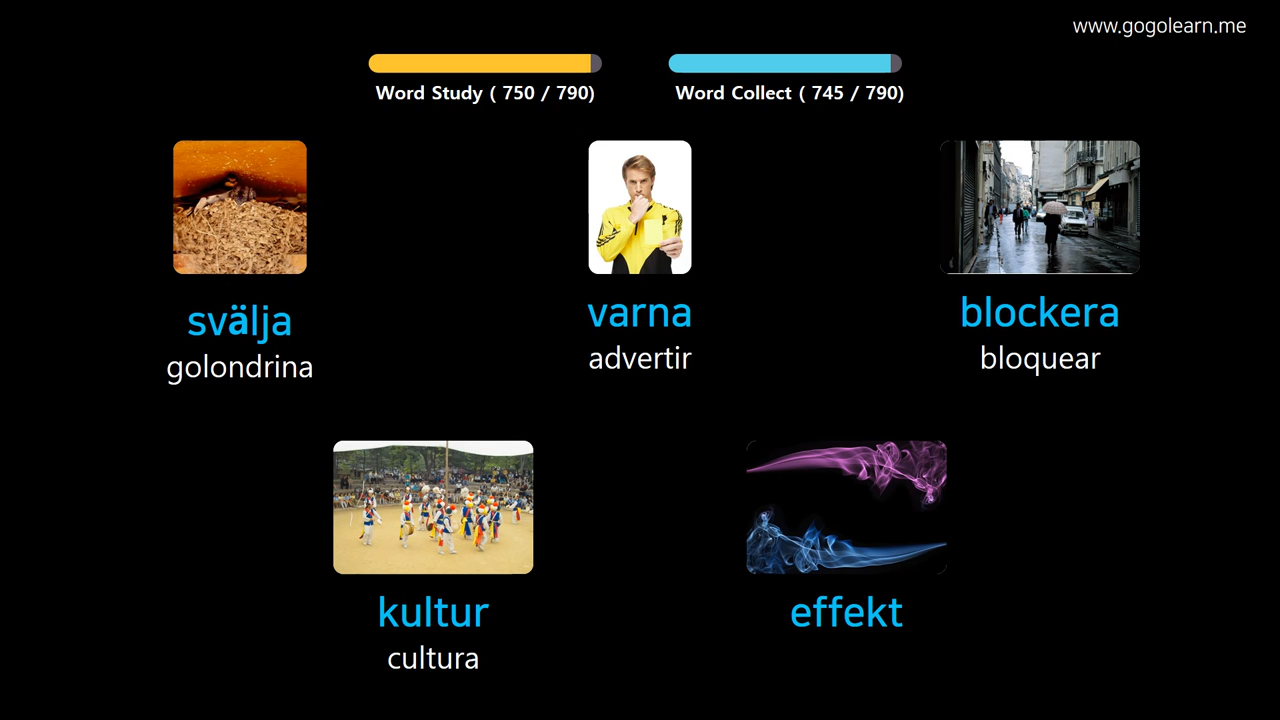 www.gogolearn.me
Word Study ( 750 / 790)
Word Collect ( 745 / 790)
svälja
golondrina
varna
advertir
blockera
bloquear
kultur
cultura
effekt